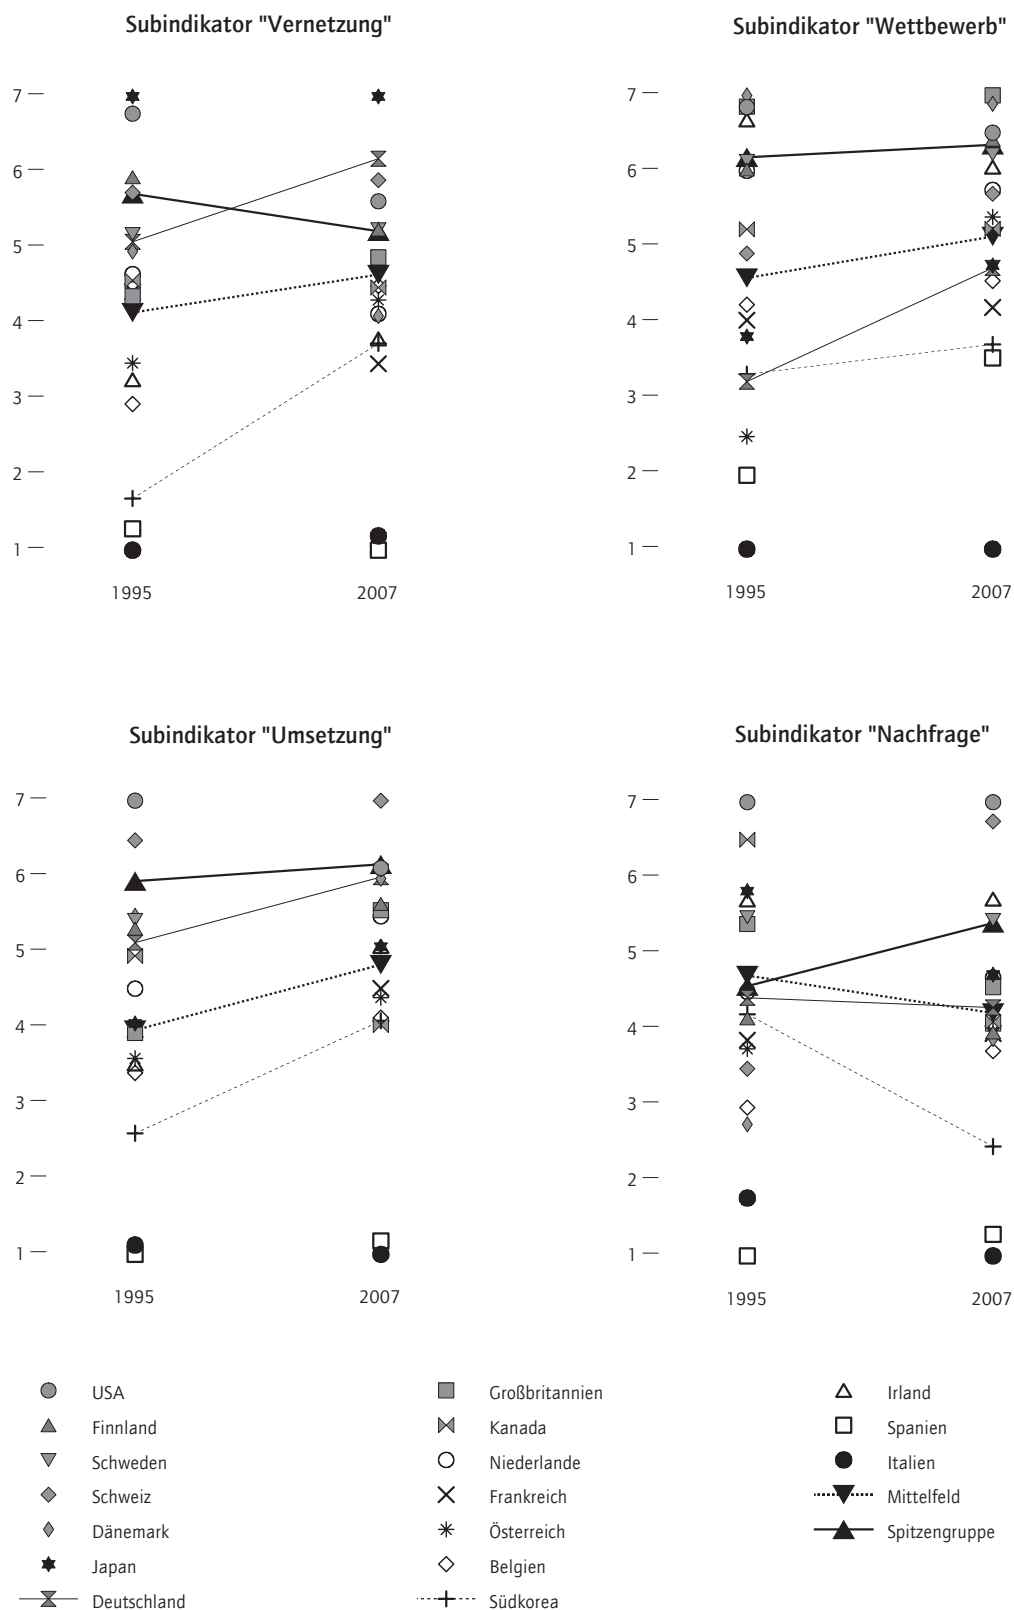 Subindikator "Vernetzung"
7
6
5
4
3
2
1
1995 2007
Subindikator "Wettbewerb"
7
6
5
4
3
2
1
1995 2007
Subindikator "Umsetzung"
7
6
5
4
3
2
1
1995 2007
Subindikator "Nachfrage"
7
6
5
4
3
2
1
1995 2007
USA
Finnland
Schweden
Schweiz
Dänemark
Japan
Deutschland
Großbritannien
Kanada
Niederlande
Frankreich
Österreich
Belgien
Südkorea
Irland
Spanien
Italien
Mittelfeld
Spitzengruppe